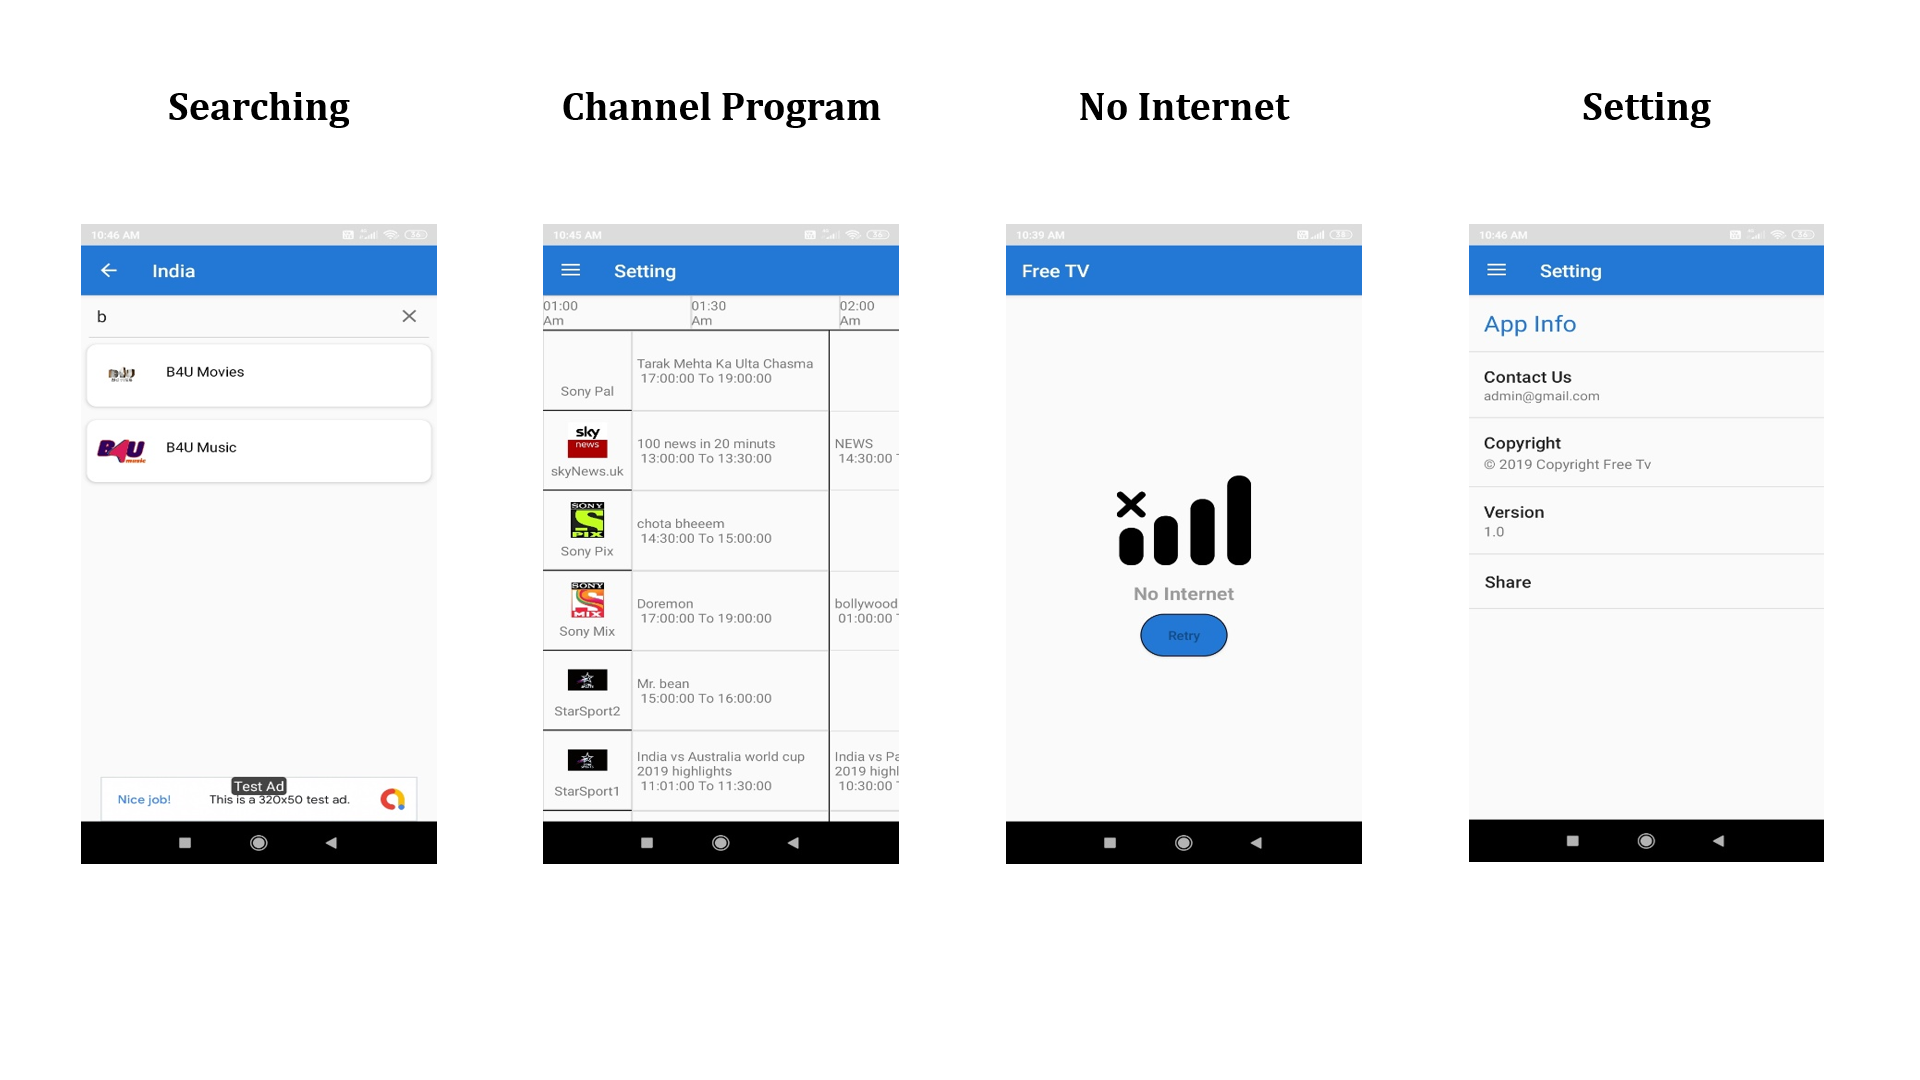 Searching
Channel Program
No Internet
Setting
10:46 AM
India
b
B4U Movies
B4U
music
B4U Music
Test Ad
Nice job!
This is a 320x50 test ad.
10:45 AM
Setting
01:00
Am
01:30
Am
02:00
Am
Sony Pal
Tarak Mehta Ka Ulta Chasma
17:00:00 To 19:00:00
sky
news
skyNews.uk
100 news in 20 minuts
13:00:00 To 13:30:00
NEWS
14:30:00
SONY
PIX
Sony Pix
chota bheeem
14:30:00 To 15:00:00
SONY
MIX
Sony Mix
Doremon
17:00:00 To 19:00:00
bollywood
01:00:00
StarSport2
Mr. bean
15:00:00 To 16:00:00
StarSport1
India vs Australia world cup
2019 highlights
11:01:00 To 11:30:00
India vs Pa
2019 highl
10:30:00
10:39 AM
Free TV
No Internet
Retry
10:46 AM
Setting
App Info
Contact Us
admin@gmail.com
Copyright
© 2019 Copyright Free Tv
Version
1.0
Share